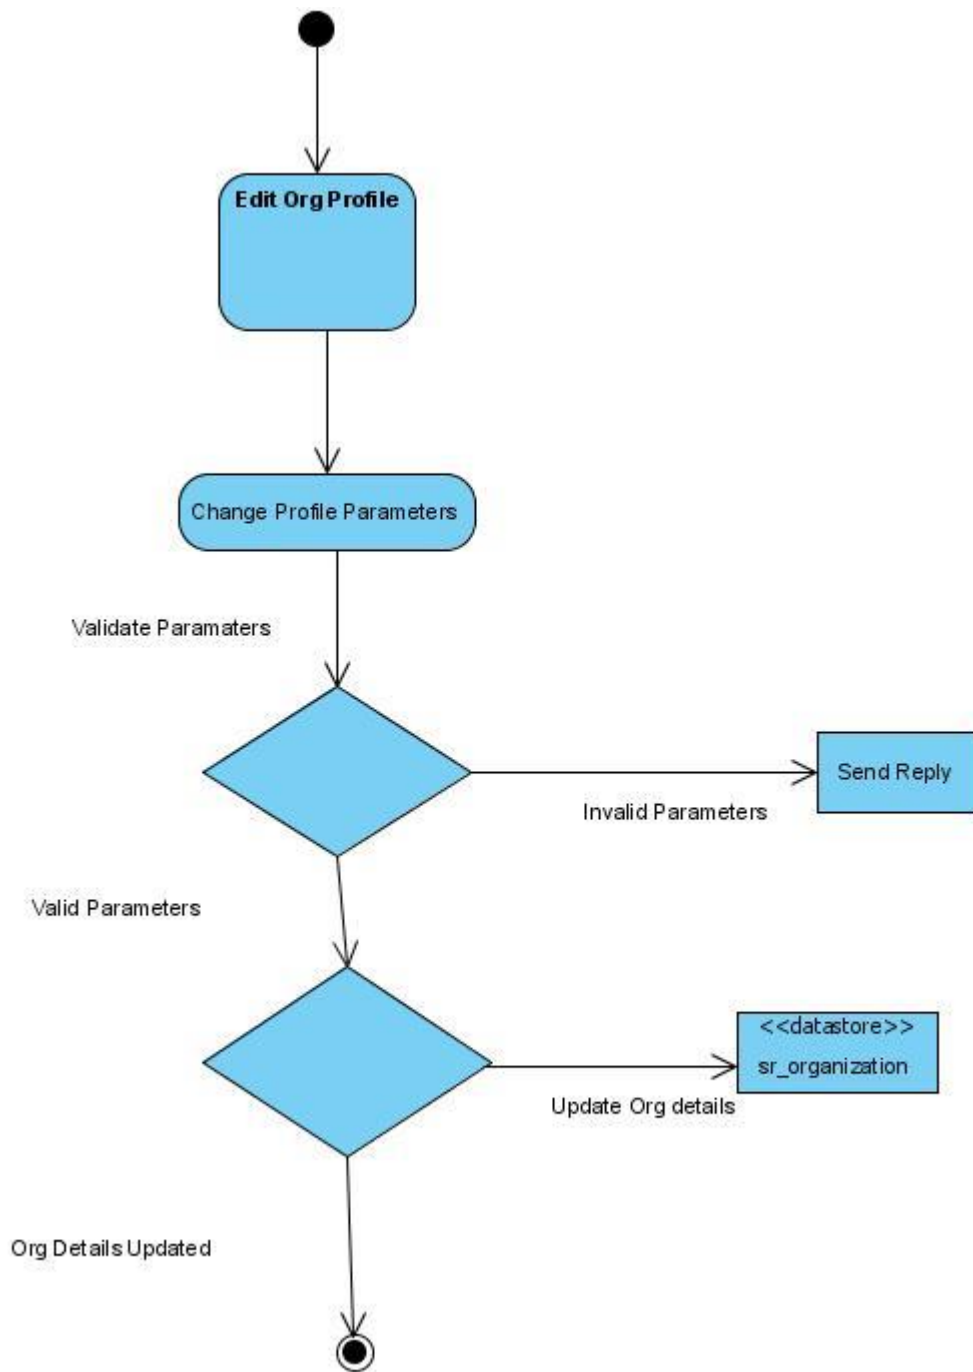 Edit Org Profile
Change Profile Parameters
Validate Paramaters
Send Reply
Invalid Parameters
Valid Parameters
<<datastore>>
sr_organization
Update Org details
Org Details Updated